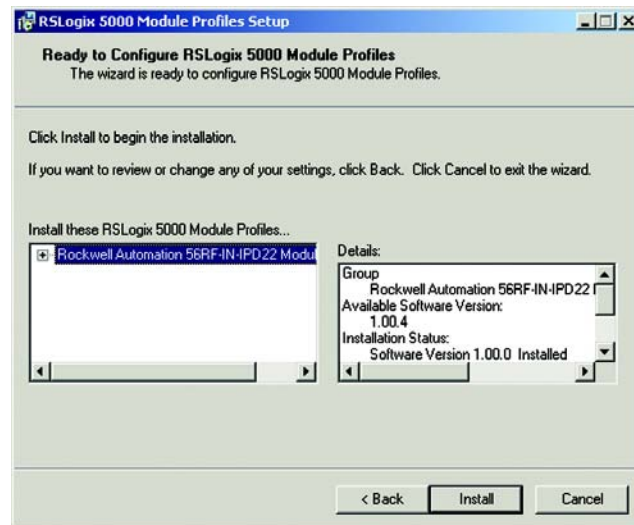 RSLogix 5000 Module Profiles Setup
Ready to Configure RSLogix 5000 Module Profiles
The wizard is ready to configure RSLogix 5000 Module Profiles.
Click Install to begin the installation.
If you want to review or change any of your settings, click Back. Click Cancel to exit the wizard.
Install these RSLogix 5000 Module Profiles...
Rockwell Automation 56RF-IN-IPD22 Modul
Details:
Group
Rockwell Automation 56RF-IN-IPD22
Available Software Version:
1.00.4
Installation Status:
Software Version 1.00.0 Installed
< Back
Install
Cancel